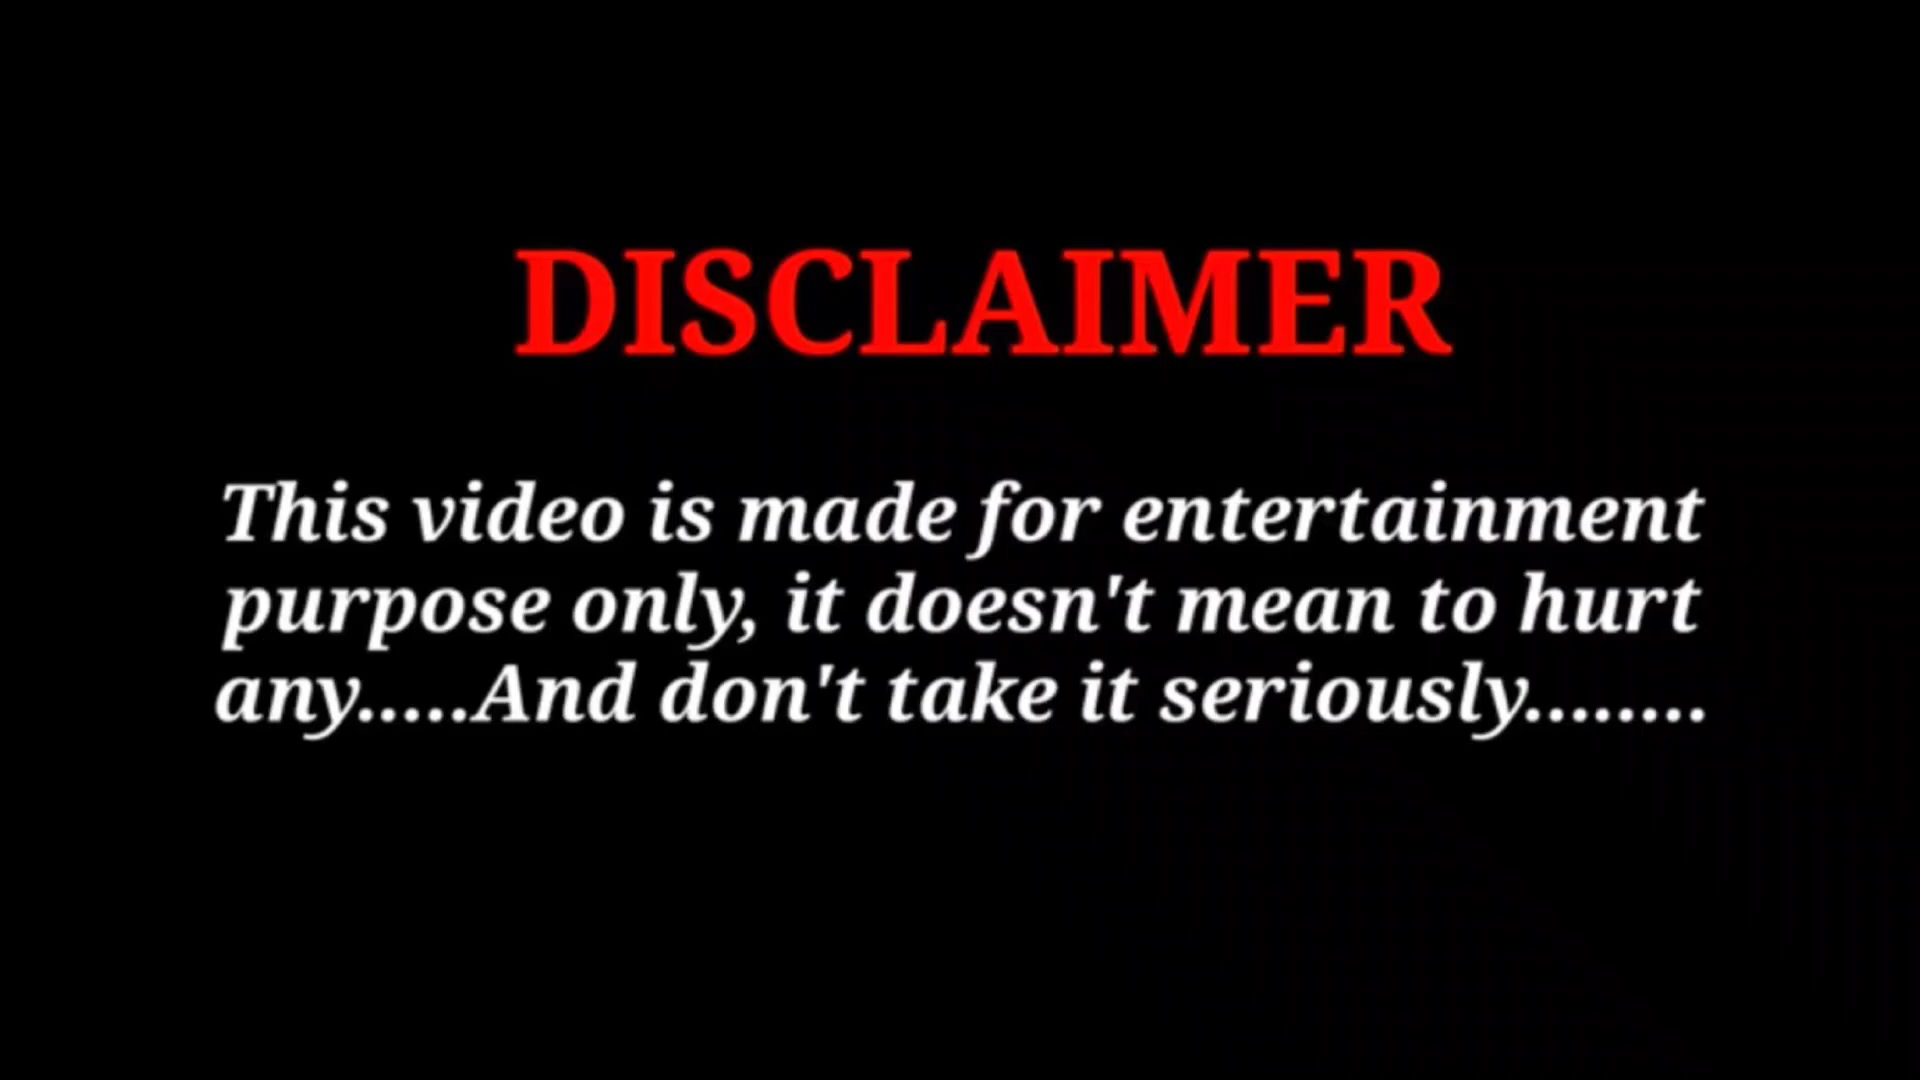 DISCLAIMER
This video is made for entertainment
purpose only, it doesn't mean to hurt
any.....And don't take it seriously........